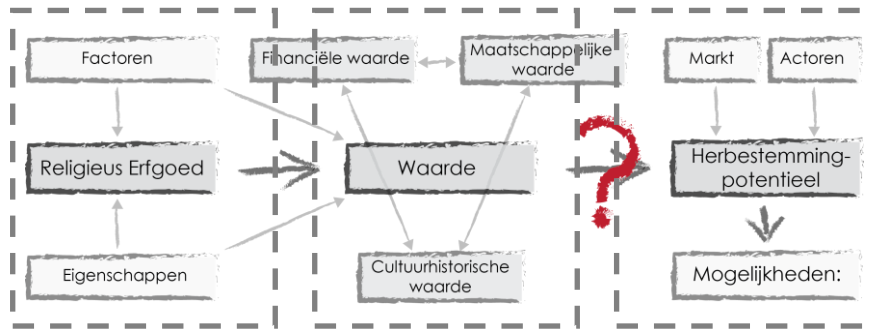 Factoren
Religieus Erfgoed
Eigenschappen
Financiële waarde
Maatschappelijke
waarde
Waarde
Cultuurhistorische
waarde
?
Markt
Actoren
Herbestemming-
potentieel
Mogelijkheden: